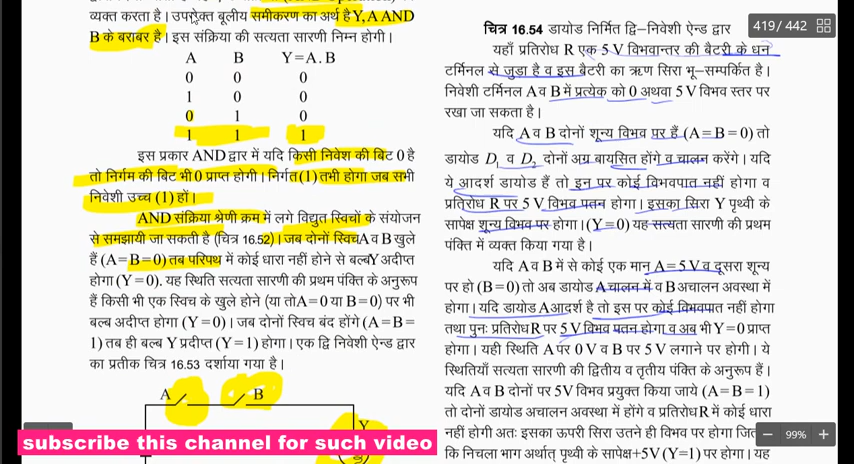 व्यक्त करता है। उपरोक्त बूलीय समीकरण का अर्थ है Y, A AND
B के बराबर है। इस संक्रिया की सत्यता सारणी निम्न होगी।
A B Y=A.B
0 0 0
1 0 0
0 1 0
1 1 1
इस प्रकार AND द्वार में यदि किसी निवेश की बिट 0 है
तो निर्गम की बिट भी 0 प्राप्त होगी। निर्गत (1) तभी होगा जब सभी
निवेशी उच्च (1) हों।
AND संक्रिया श्रेणी क्रम में लगे विद्युत स्विचों के संयोजन
से समझायी जा सकती है (चित्र 16.52)। जब दोनों स्विच A व B खुले
हैं (A=B=0) तब परिपथ में कोई धारा नहीं होने से बल्ब Y अदीप्त
होगा (Y=0). यह स्थिति सत्यता सारणी की प्रथम पंक्ति के अनुरूप
हैं किसी भी एक स्विच के खुले होने (या तो A=0 या B=0) पर भी
बल्ब अदीप्त होगा (Y=0)। जब दोनों स्विच बंद होंगे (A=B=
1) तब ही बल्ब Y प्रदीप्त (Y=1) होगा। एक द्वि निवेशी ऐन्ड द्वार
का प्रतीक चित्र 16.53 दर्शाया गया है।
A B
Y
चित्र 16.54 डायोड निर्मित द्वि-निवेशी ऐन्ड द्वार
यहाँ प्रतिरोध R एक 5 V विभवान्तर की बैटरी के धन
टर्मिनल से जुडा है व इस बैटरी का ऋण सिरा भू-सम्पर्कित है।
निवेशी टर्मिनल A व B में प्रत्येक को 0 अथवा 5 V विभव स्तर पर
रखा जा सकता है।
यदि A व B दोनों शून्य विभव पर हैं (A=B=0) तो
डायोड D₁ व D₂ दोनों अग्र बायसित होंगे व चालन करेंगे। यदि
ये आदर्श डायोड हैं तो इन पर कोई विभवपात नहीं होगा व
प्रतिरोध R पर 5 V विभव पतन होगा। इसका सिरा Y पृथ्वी के
सापेक्ष शून्य विभव पर होगा। (Y=0) यह सत्यता सारणी की प्रथम
पंक्ति में व्यक्त किया गया है।
यदि A व B में से कोई एक मान A=5 V व दूसरा शून्य
पर हो (B=0) तो अब डायोड A चालन में व B अचालन अवस्था में
होगा। यदि डायोड A आदर्श है तो इस पर कोई विभवपात नहीं होगा
तथा पुनः प्रतिरोध R पर 5 V विभव पतन होगा व अब भी Y=0 प्राप्त
होगा। यही स्थिति A पर 0 V व B पर 5 V लगाने पर होगी। ये
स्थितियाँ सत्यता सारणी की द्वितीय व तृतीय पंक्ति के अनुरूप हैं।
यदि A व B दोनों पर 5V विभव प्रयुक्त किया जाये (A=B=1)
तो दोनों डायोड अचालन अवस्था में होंगे व प्रतिरोध R में कोई धारा
नहीं होगी अतः इसका ऊपरी सिरा उतने ही विभव पर होगा
कि निचला भाग अर्थात् पृथ्वी के सापेक्ष +5V (Y=1) पर होगा। यह
419/442
99%
subscribe this channel for such video